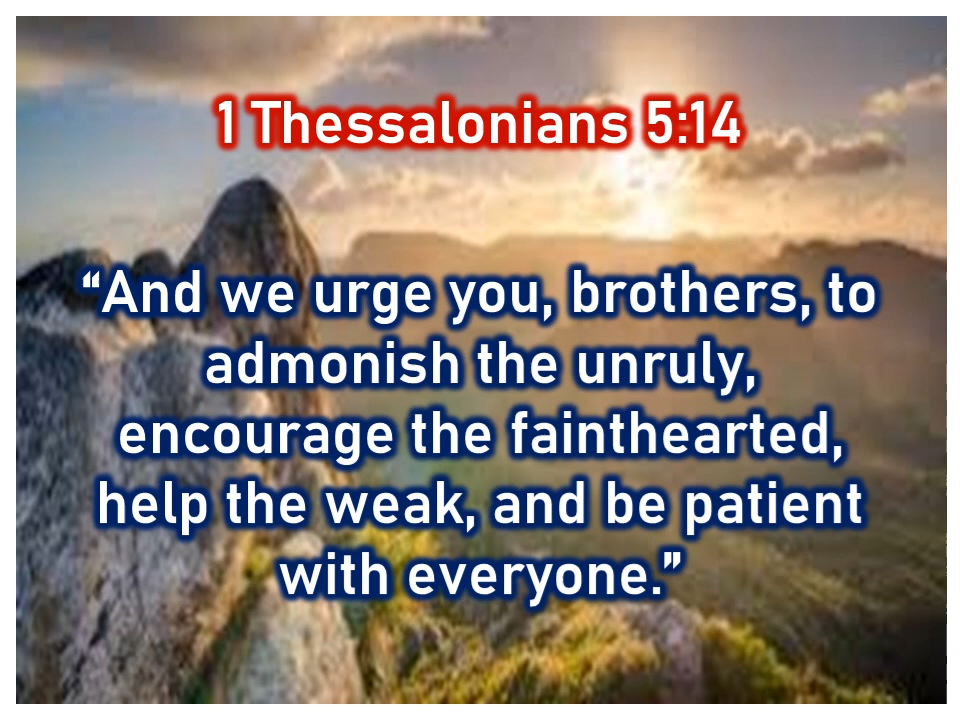 1 Thessalonians 5:14
“And we urge you, brothers, to
admonish the unruly,
encourage the fainthearted,
help the weak, and be patient
with everyone.”